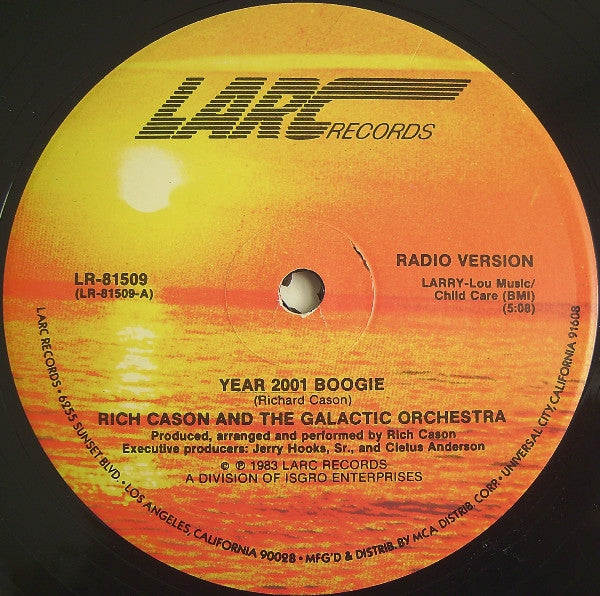 LARC RECORDS
LR-81509
(LR-81509-A)
RADIO VERSION
LARRY-Lou Music/
Child Care (BMI)
(5:08)
YEAR 2001 BOOGIE
(Richard Cason)
RICH CASON AND THE GALACTIC ORCHESTRA
Produced, arranged and performed by Rich Cason
Executive producers: Jerry Hooks, Sr., and Cletus Anderson
© ℗ 1983 LARC RECORDS
A DIVISION OF ISGRO ENTERPRISES
LARC RECORDS • 6255 SUNSET BLVD. • LOS ANGELES, CALIFORNIA 90028 • MFG'D & DISTRIB. BY MCA DISTRIB. CORP. • UNIVERSAL CITY, CALIFORNIA 91608